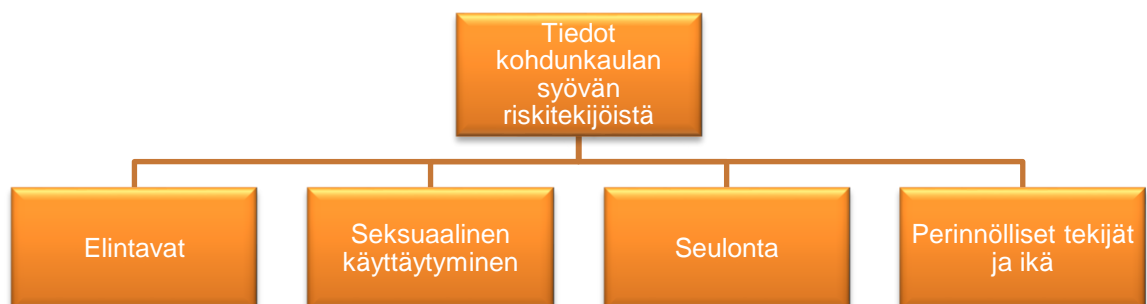 Tiedot
kohdunkaulan
syövän
riskitekijöistä
Elintavat
Seksuaalinen
käyttäytyminen
Seulonta
Perinnölliset tekijät
ja ikä